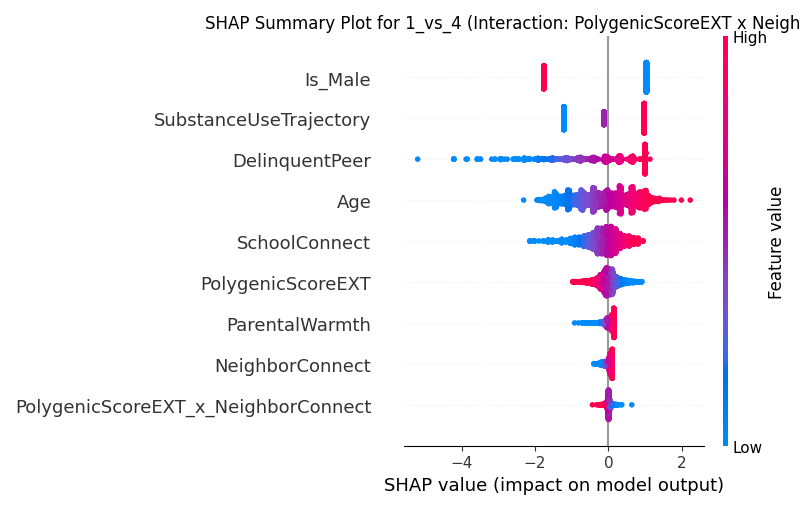 SHAP Summary Plot for 1_vs_4 (Interaction: PolygenicScoreEXT x Neigh
High
Is_Male
SubstanceUseTrajectory
DelinquentPeer
Age
SchoolConnect
PolygenicScoreEXT
ParentalWarmth
NeighborConnect
PolygenicScoreEXT_x_NeighborConnect
Feature value
Low
−4 −2 0 2
SHAP value (impact on model output)